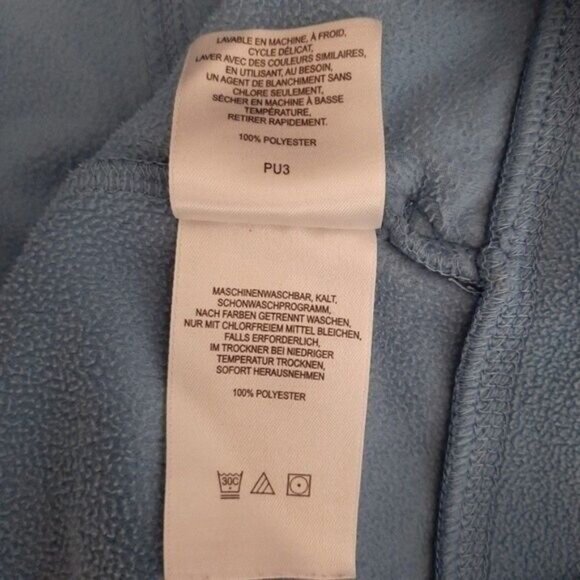 LAVABLE EN MACHINE, À FROID,
CYCLE DÉLICAT,
LAVER AVEC DES COULEURS SIMILAIRES,
EN UTILISANT, AU BESOIN,
UN AGENT DE BLANCHIMENT SANS
CHLORE SEULEMENT,
SÉCHER EN MACHINE À BASSE
TEMPÉRATURE,
RETIRER RAPIDEMENT.
100% POLYESTER
PU3
MASCHINENWASCHBAR, KALT,
SCHONWASCHPROGRAMM,
NACH FARBEN GETRENNT WASCHEN,
NUR MIT CHLORFREIEM MITTEL BLEICHEN,
FALLS ERFORDERLICH,
IM TROCKNER BEI NIEDRIGER
TEMPERATUR TROCKNEN,
SOFORT HERAUSNEHMEN
100% POLYESTER
30C